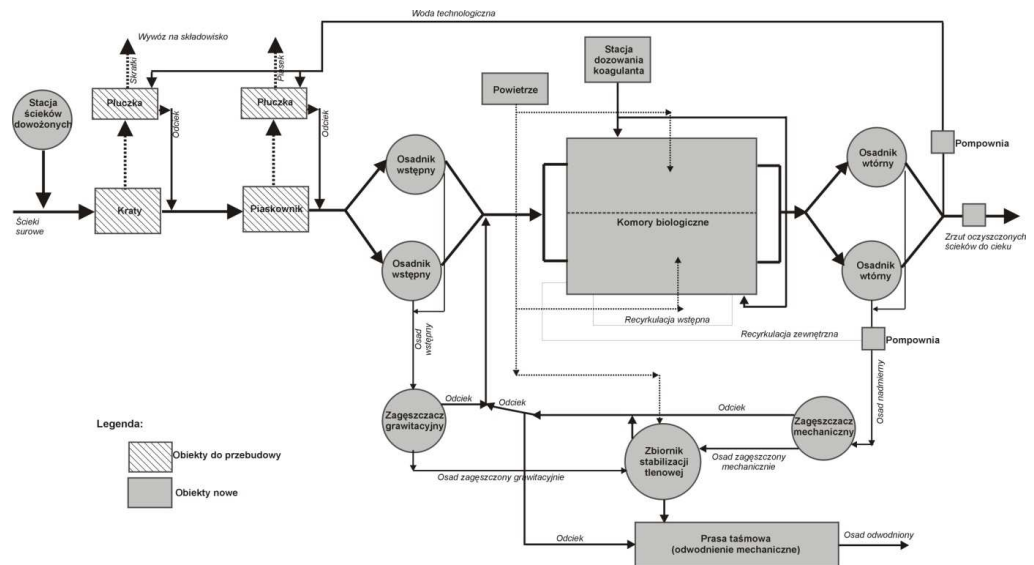 Woda technologiczna
Wywóz na składowisko
Skratki
Piasek
Stacja
dozowania
koagulanta
Powietrze
Stacja
ścieków
dowożonych
Płuczka
Odciek
Płuczka
Odciek
Osadnik
wstępny
Osadnik
wtórny
Pompownia
Ścieki
surowe
Kraty
Piaskownik
Komory biologiczne
Zrzut oczyszczonych
ścieków do cieku
Osadnik
wstępny
Osadnik
wtórny
Osad
wstępny
Recyrkulacja wstępna
Recyrkulacja zewnętrzna
Pompownia
Osad nadmierny
Odciek
Odciek
Odciek
Zagęszczacz
grawitacyjny
Zagęszczacz
mechaniczny
Zbiornik
stabilizacji
tlenowej
Osad zagęszczony
mechanicznie
Osad zagęszczony grawitacyjnie
Legenda:
Obiekty do przebudowy
Obiekty nowe
Odciek
Prasa taśmowa
(odwodnienie mechaniczne)
Osad odwodniony